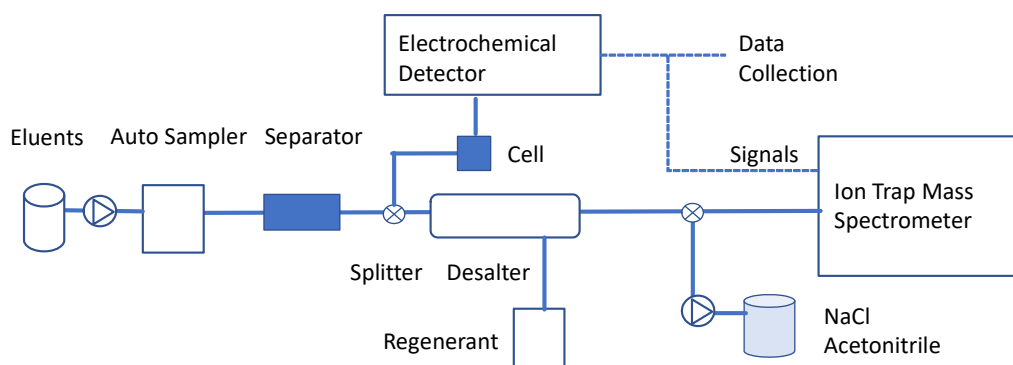 Electrochemical
Detector
Data
Collection
Eluents
Auto Sampler
Separator
Cell
Signals
Ion Trap Mass
Spectrometer
Splitter
Desalter
Regenerant
NaCl
Acetonitrile